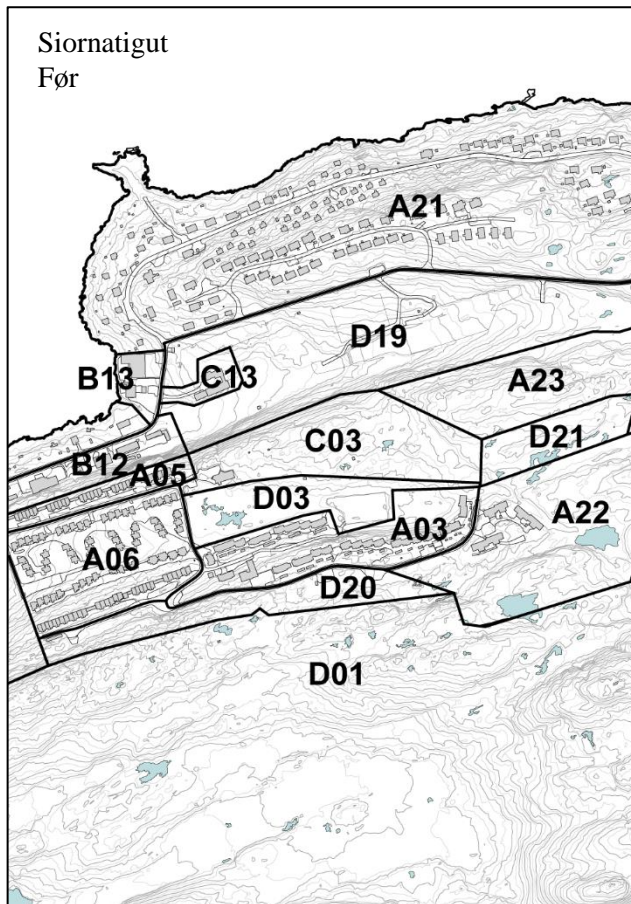 Siornatigut
Før
A21
D19
B13
C13
A23
C03
D21
B12
A05
D03
A03
A22
A06
D20
D01